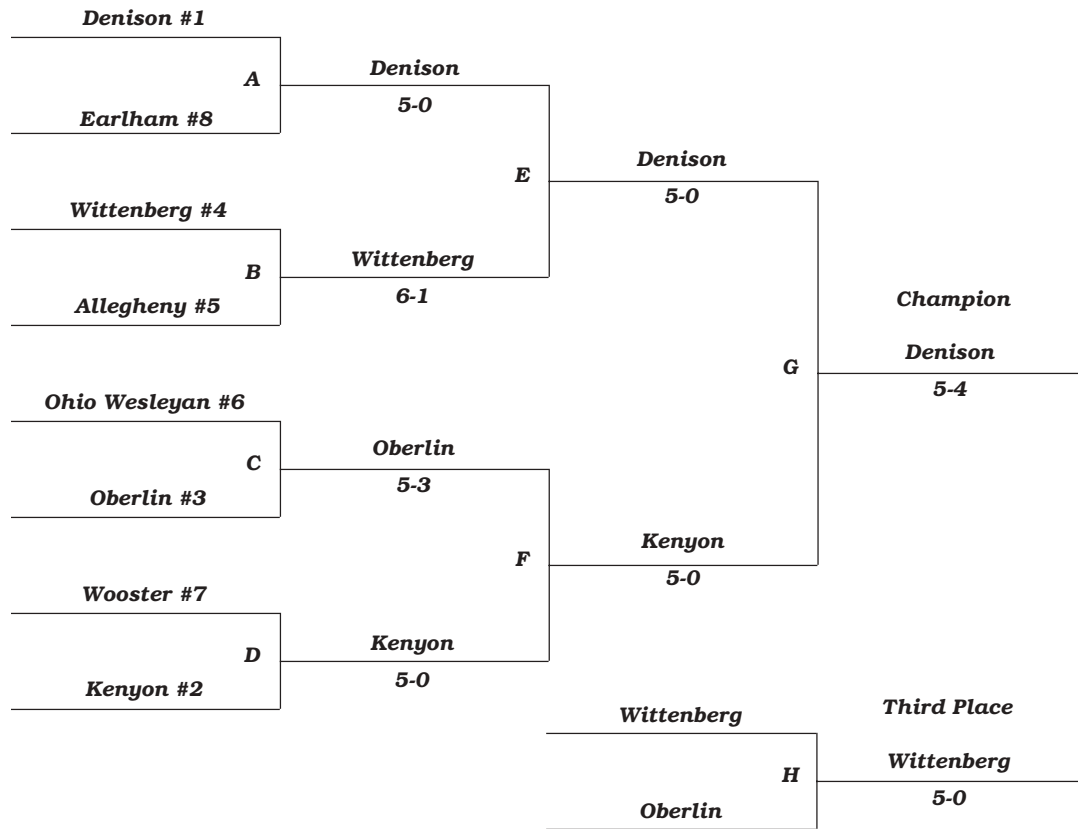 Denison #1
A
Earlham #8
Denison
5-0
Wittenberg #4
B
Allegheny #5
Wittenberg
6-1
E
Denison
5-0
Ohio Wesleyan #6
C
Oberlin #3
Oberlin
5-3
Wooster #7
D
Kenyon #2
Kenyon
5-0
F
Kenyon
5-0
G
Champion
Denison
5-4
Wittenberg
H
Oberlin
Third Place
Wittenberg
5-0